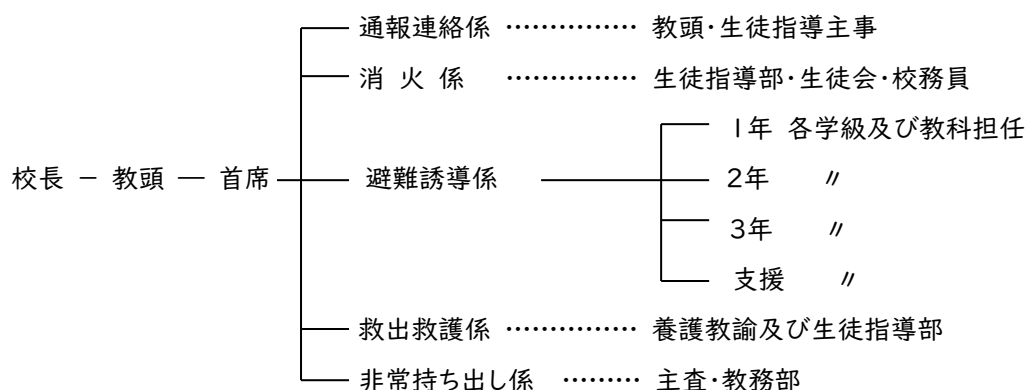 通報連絡係 …………… 教頭・生徒指導主事
消 火 係 …………… 生徒指導部・生徒会・校務員
1年 各学級及び教科担任
校長 － 教頭 － 首席 避難誘導係 2年 〃
3年 〃
支援 〃
救出救護係 …………… 養護教諭及び生徒指導部
非常持ち出し係 ……… 主査・教務部